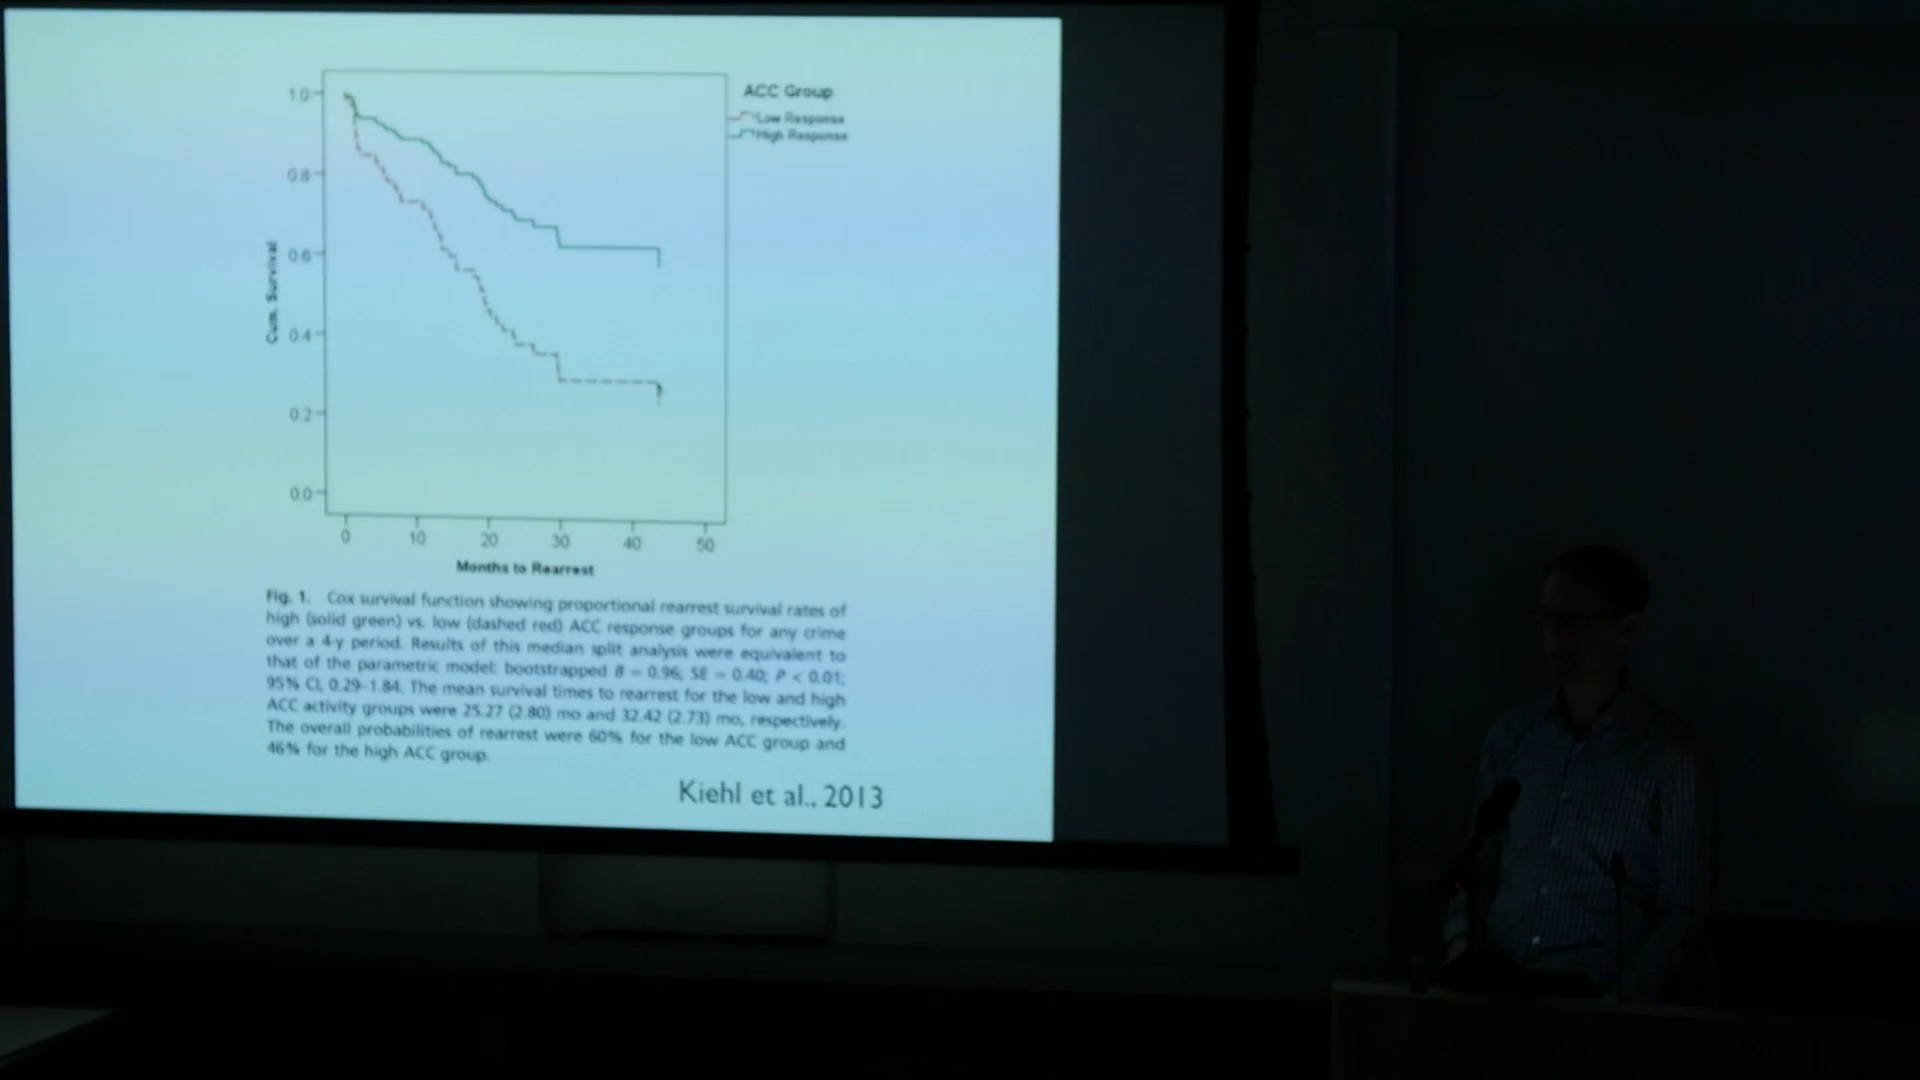 ACC Group
Low Response
High Response
1.0
0.8
0.6
0.4
0.2
0.0
Cum. Survival
0 10 20 30 40 50
Months to Rearrest
Fig. 1. Cox survival function showing proportional rearrest survival rates of
high (solid green) vs. low (dashed red) ACC response groups for any crime
over a 4-y period. Results of this median split analysis were equivalent to
that of the parametric model: bootstrapped B = 0.96; SE = 0.40; P < 0.01;
95% CI, 0.29–1.84. The mean survival times to rearrest for the low and high
ACC activity groups were 25.27 (2.80) mo and 32.42 (2.73) mo, respectively.
The overall probabilities of rearrest were 60% for the low ACC group and
46% for the high ACC group.
Kiehl et al., 2013